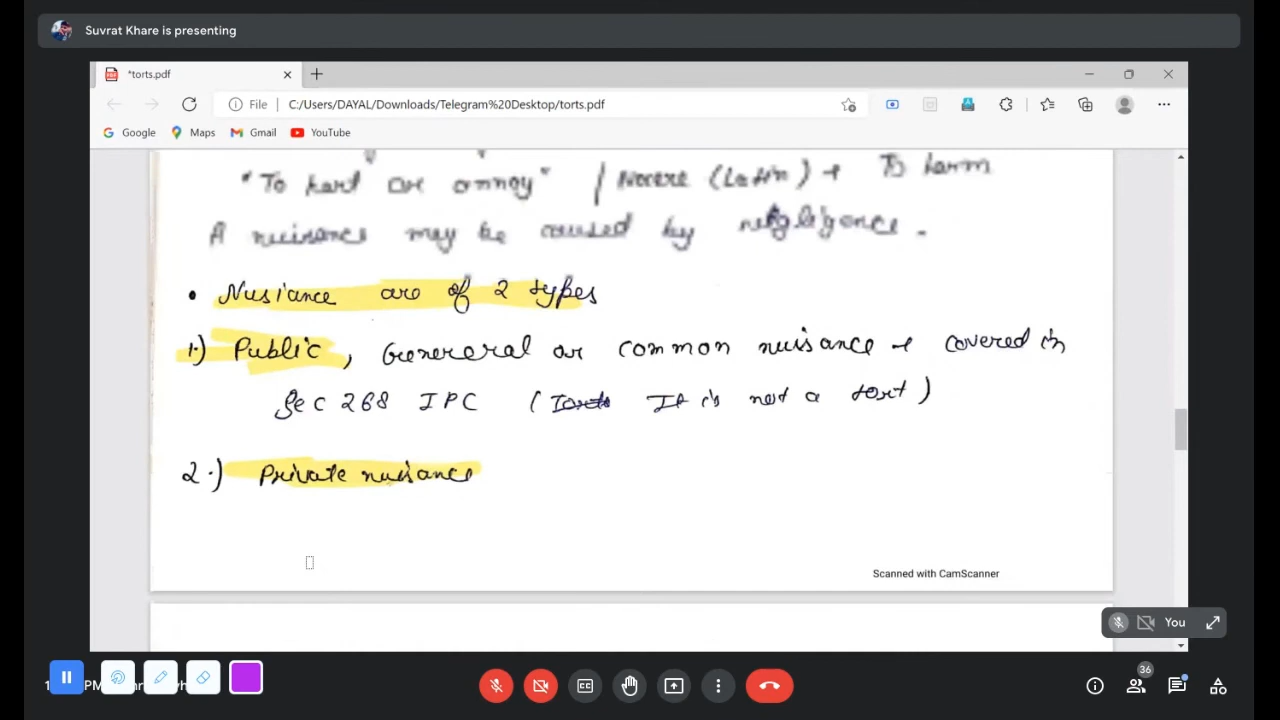 Suvrat Khare is presenting
*torts.pdf
File C:/Users/DAYAL/Downloads/Telegram%20Desktop/torts.pdf
Google Maps Gmail YouTube
"To hurt or annoy" / Nocere (Latin) → To harm
A nuisance may be caused by negligence.
• Nusiance are of 2 types
1.) Public, Genereral or common nuisance → covered in
Sec 268 IPC ( It is not a tort)
2.) Private nuisance
Scanned with CamScanner
You
36